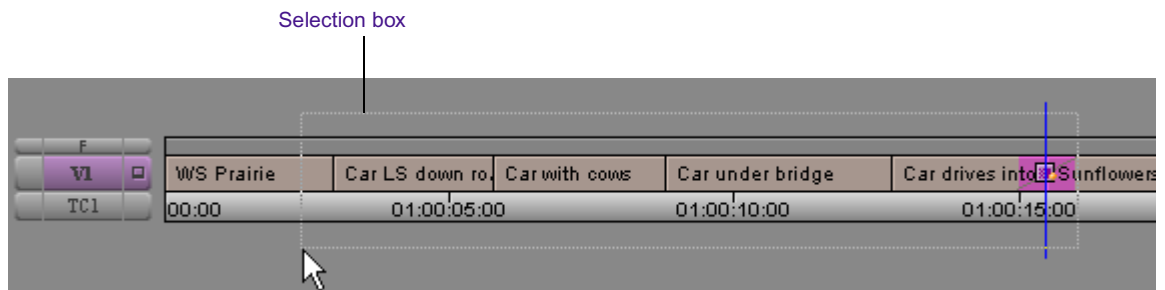 Selection box
F
V1 WS Prairie Car LS down ro. Car with cows Car under bridge Car drives into Sunflowers
TC1 00:00 01:00:05:00 01:00:10:00 01:00:15:00